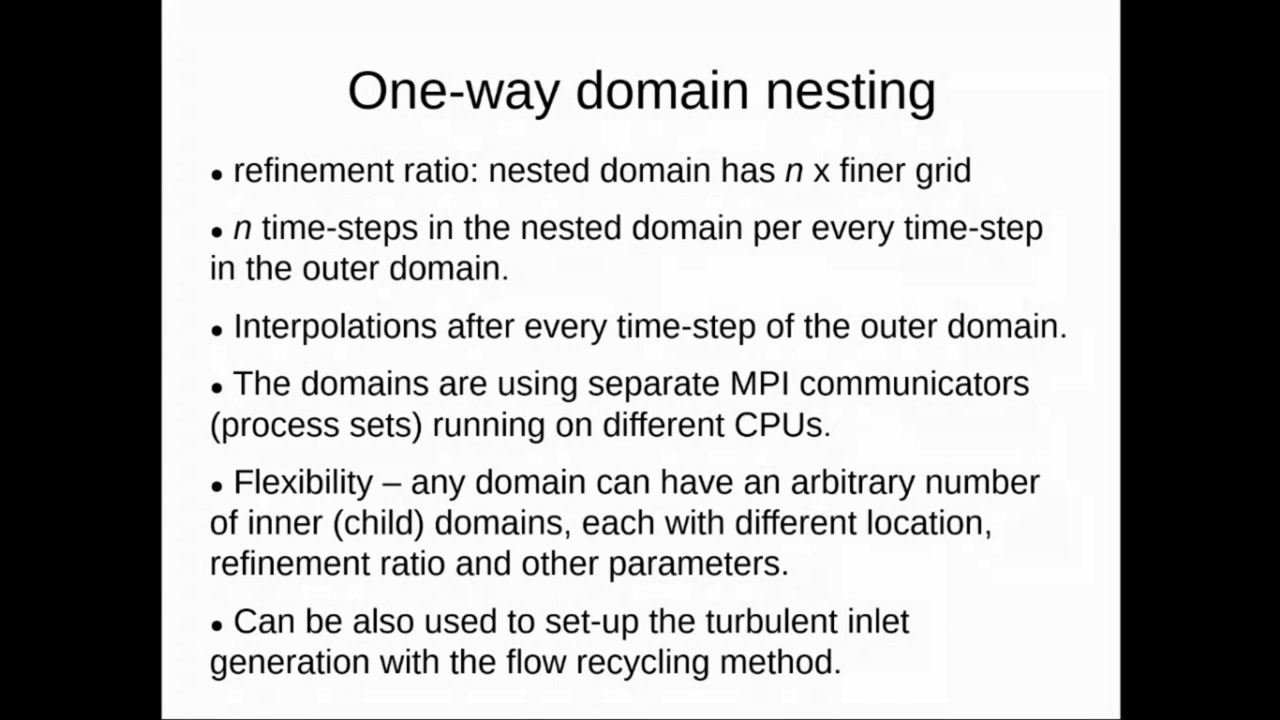 One-way domain nesting
• refinement ratio: nested domain has n x finer grid
• n time-steps in the nested domain per every time-step
in the outer domain.
• Interpolations after every time-step of the outer domain.
• The domains are using separate MPI communicators
(process sets) running on different CPUs.
• Flexibility – any domain can have an arbitrary number
of inner (child) domains, each with different location,
refinement ratio and other parameters.
• Can be also used to set-up the turbulent inlet
generation with the flow recycling method.